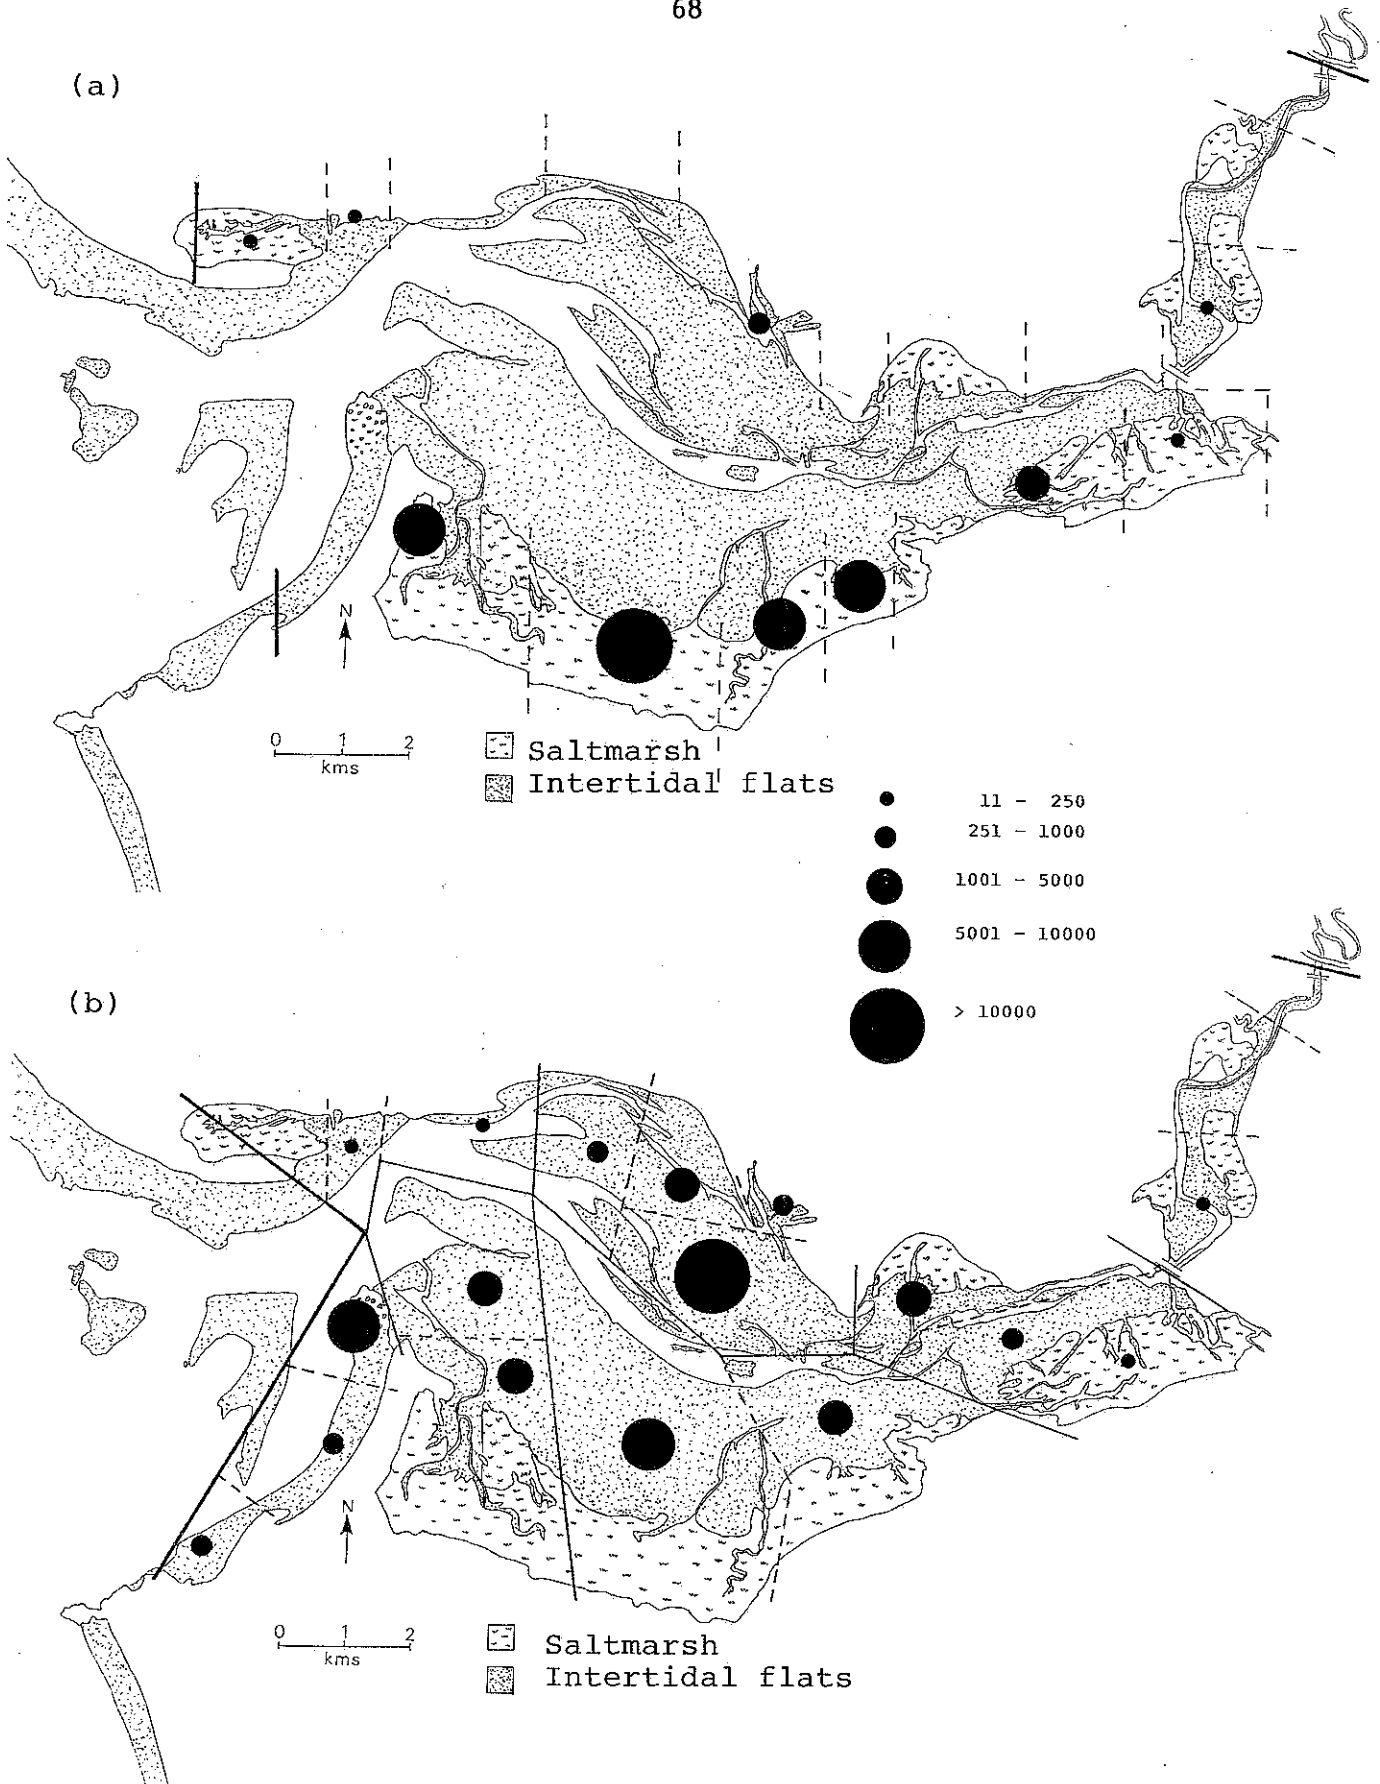 68
(a)
N
0 1 2
kms
Saltmarsh
Intertidal flats
11 - 250
251 - 1000
1001 - 5000
5001 - 10000
> 10000
(b)
N
0 1 2
kms
Saltmarsh
Intertidal flats